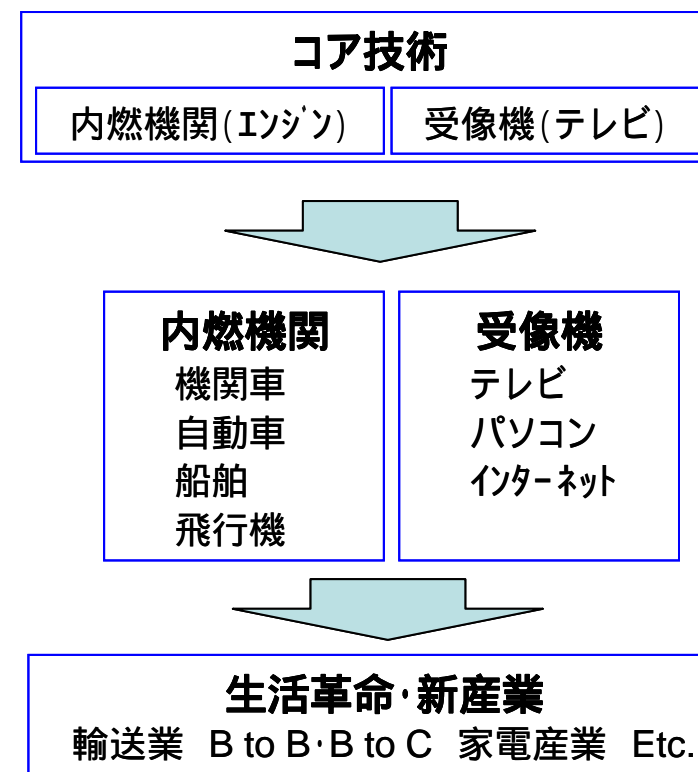 コア技術
内燃機関(エンジン) 受像機(テレビ)
内燃機関
機関車
自動車
船舶
飛行機
受像機
テレビ
パソコン
インターネット
生活革命・新産業
輸送業 B to B・B to C 家電産業 Etc.